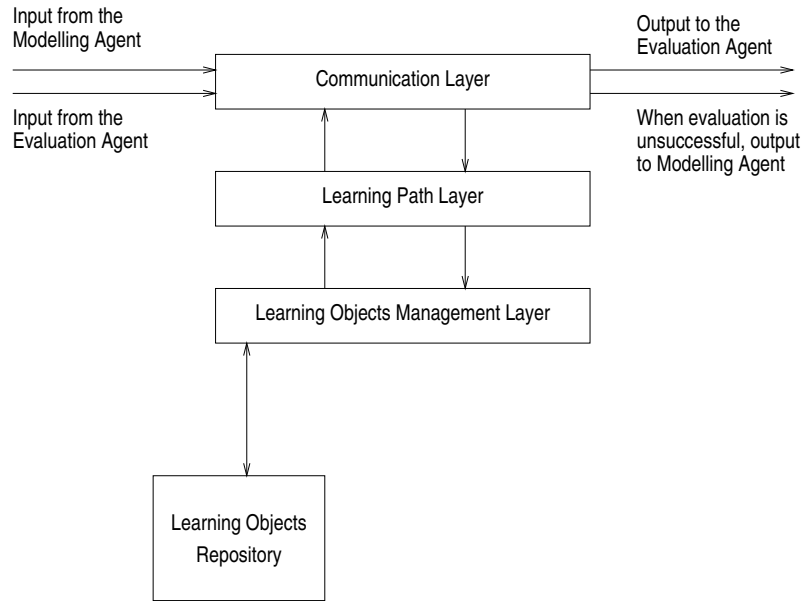 Input from the
Modelling Agent
Input from the
Evaluation Agent
Communication Layer
Output to the
Evaluation Agent
When evaluation is
unsuccessful, output
to Modelling Agent
Learning Path Layer
Learning Objects Management Layer
Learning Objects
Repository